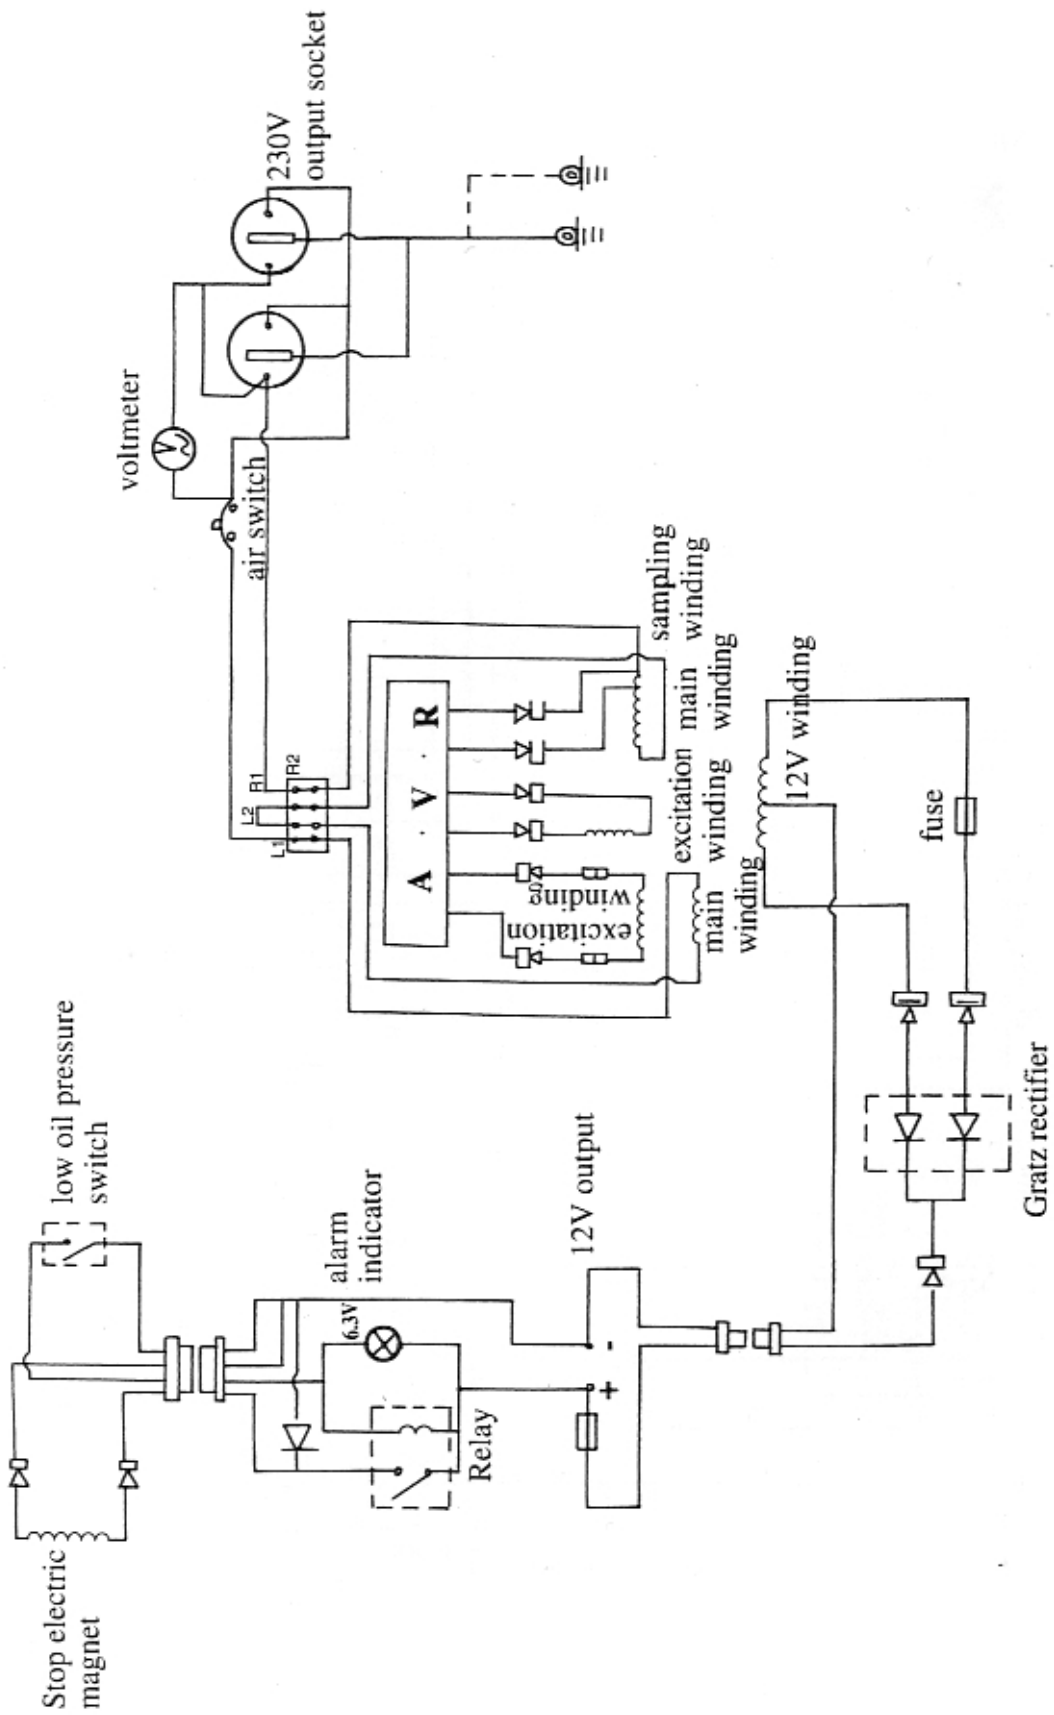 230V
output socket
voltmeter
air switch
R1
R2
L2
L1
A . V . R
sampling
winding
main
winding
excitation
winding
main
winding
excitation
winding
12V winding
fuse
Gratz rectifier
low oil pressure
switch
alarm
indicator
6.3V
Relay
12V output
+
-
Stop electric
magnet
V